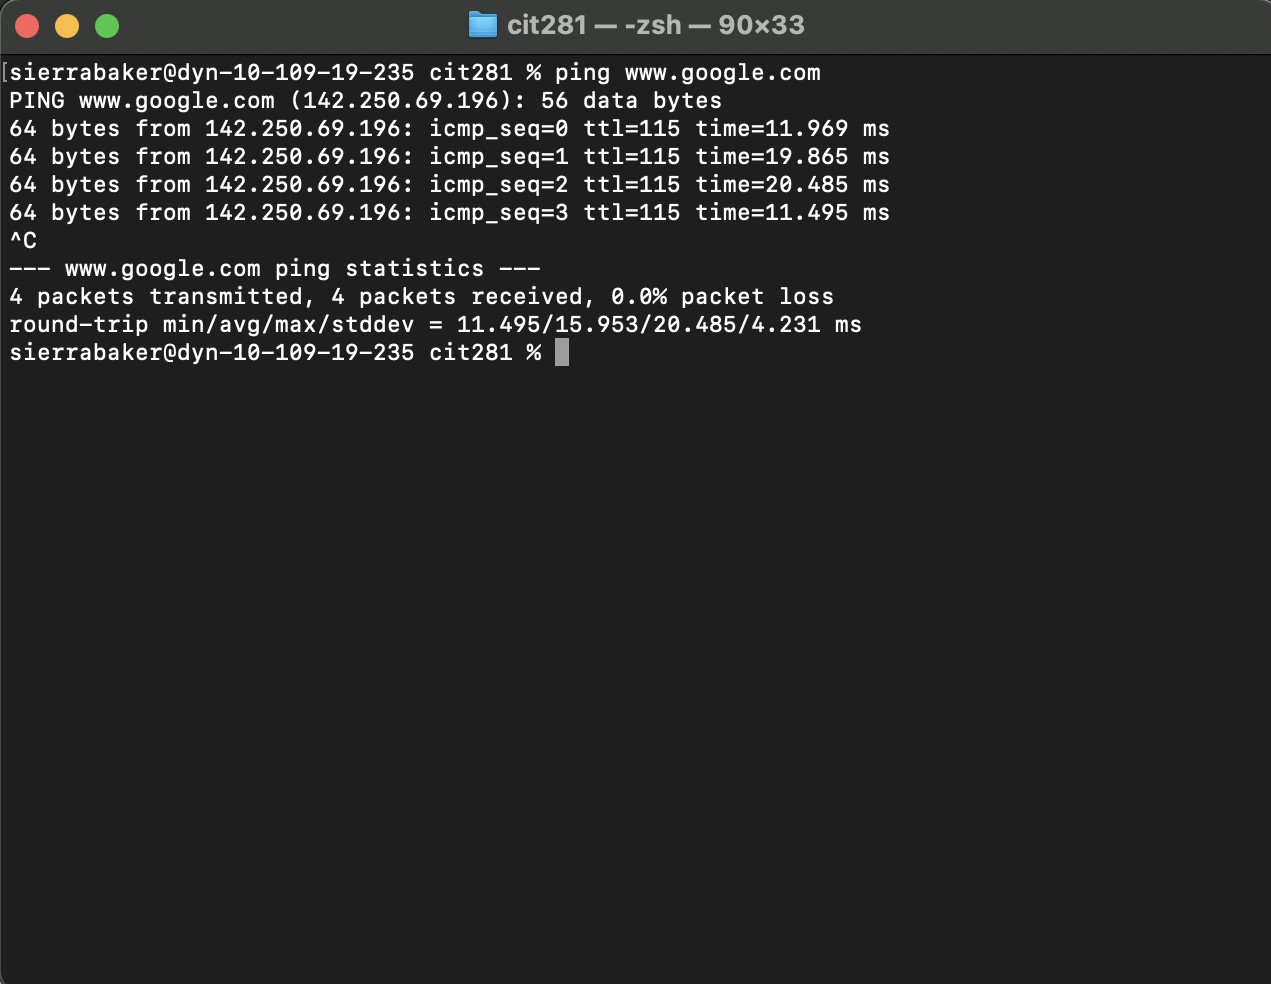 cit281 — -zsh — 90×33
[sierrabaker@dyn-10-109-19-235 cit281 % ping www.google.com
PING www.google.com (142.250.69.196): 56 data bytes
64 bytes from 142.250.69.196: icmp_seq=0 ttl=115 time=11.969 ms
64 bytes from 142.250.69.196: icmp_seq=1 ttl=115 time=19.865 ms
64 bytes from 142.250.69.196: icmp_seq=2 ttl=115 time=20.485 ms
64 bytes from 142.250.69.196: icmp_seq=3 ttl=115 time=11.495 ms
^C
--- www.google.com ping statistics ---
4 packets transmitted, 4 packets received, 0.0% packet loss
round-trip min/avg/max/stddev = 11.495/15.953/20.485/4.231 ms
sierrabaker@dyn-10-109-19-235 cit281 %